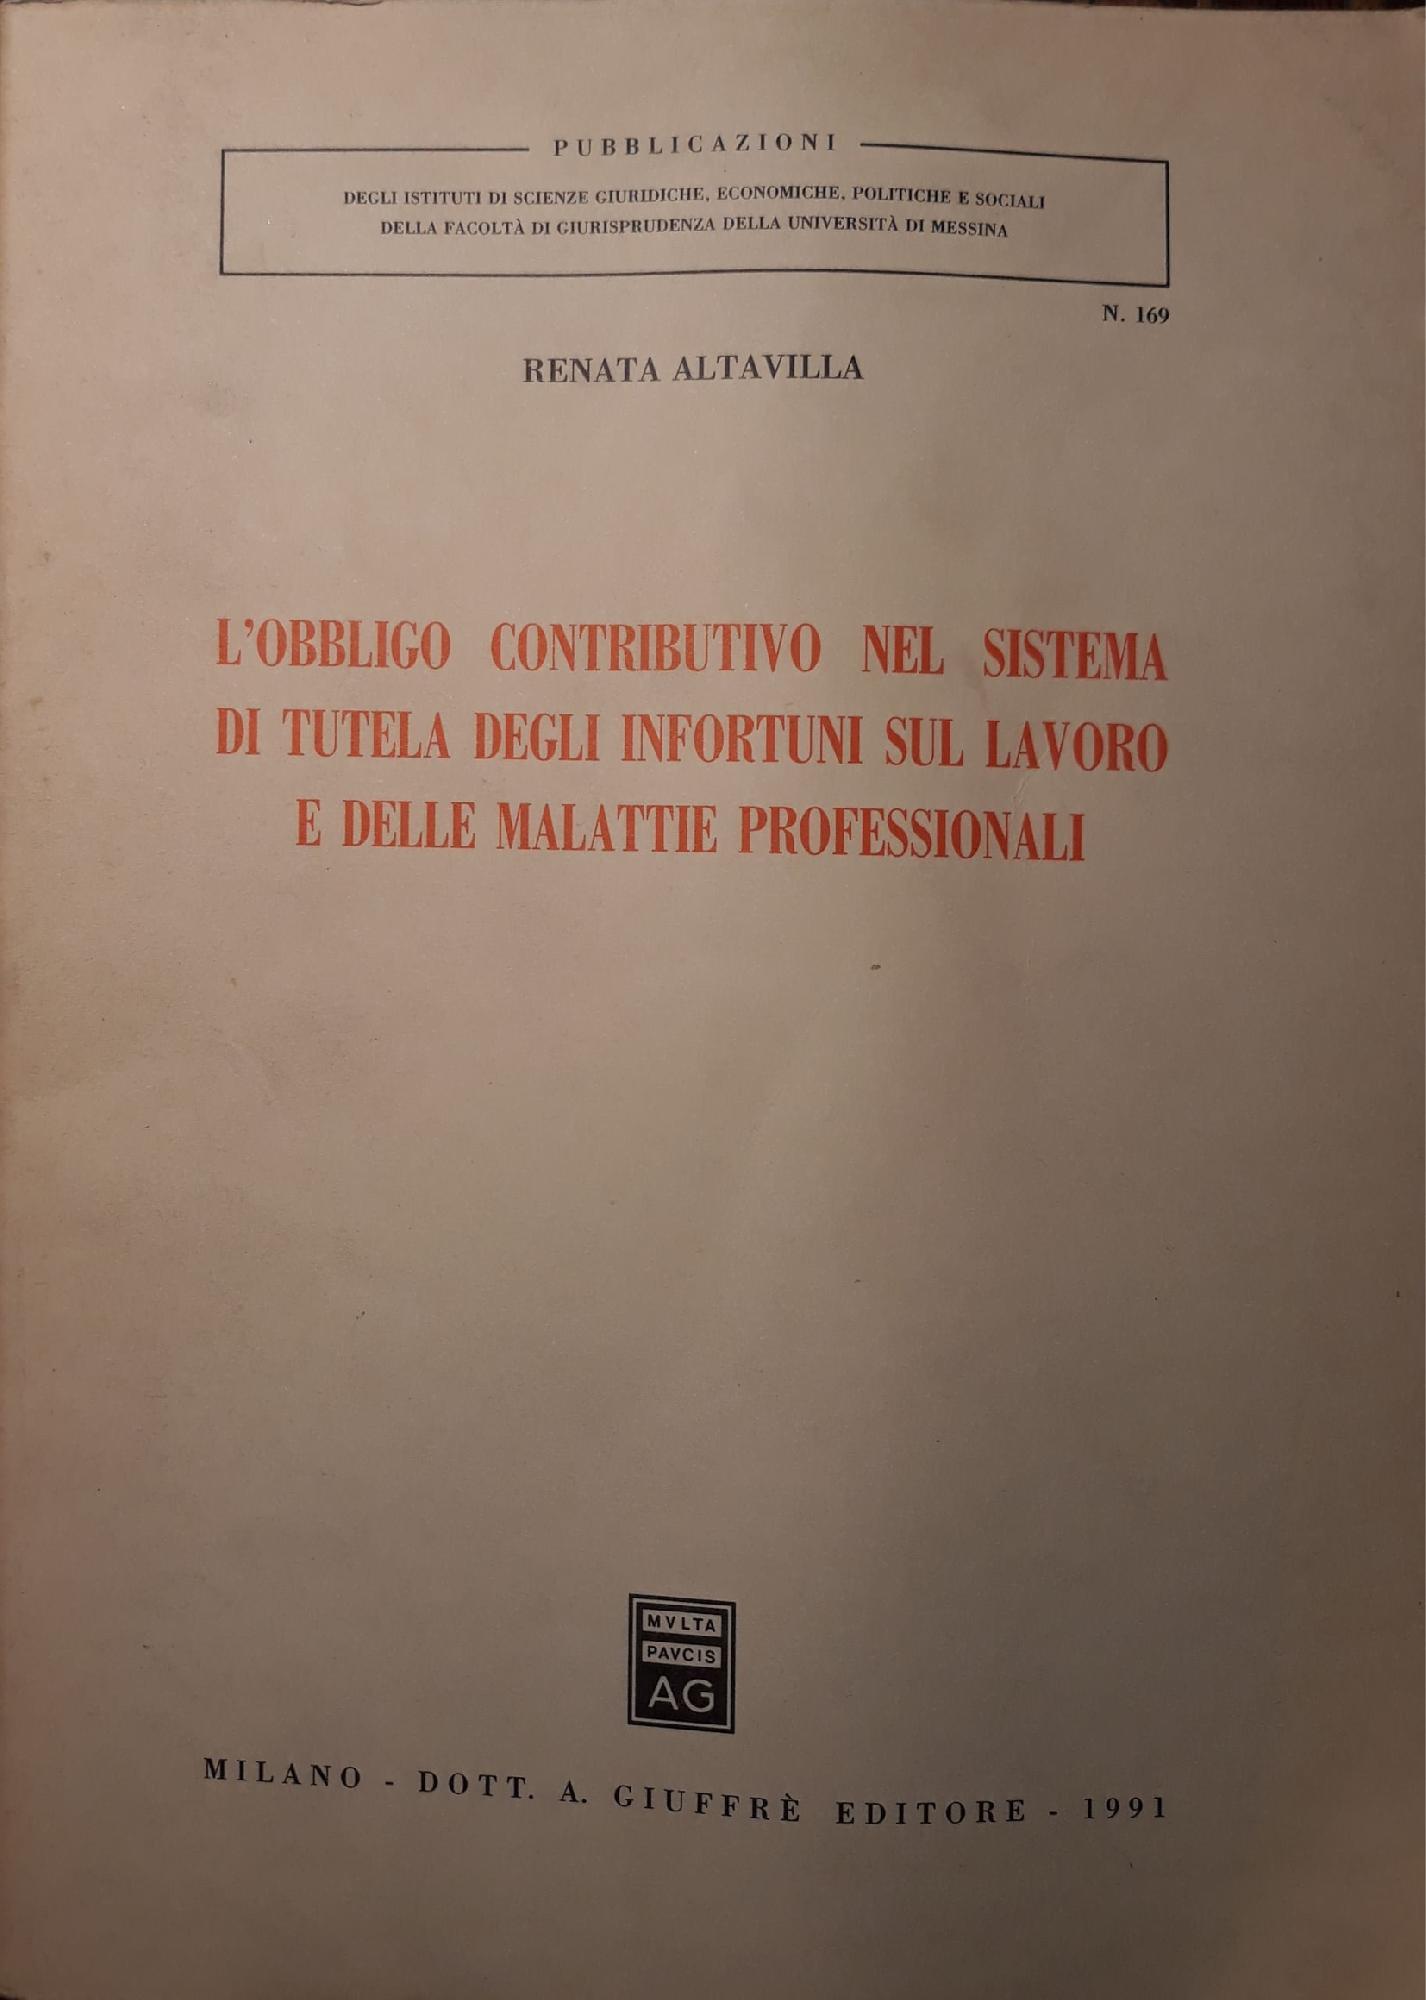 PUBBLICAZIONI
DEGLI ISTITUTI DI SCIENZE GIURIDICHE, ECONOMICHE, POLITICHE E SOCIALI
DELLA FACOLTÀ DI GIURISPRUDENZA DELLA UNIVERSITÀ DI MESSINA
N. 169
RENATA ALTAVILLA
L'OBBLIGO CONTRIBUTIVO NEL SISTEMA
DI TUTELA DEGLI INFORTUNI SUL LAVORO
E DELLE MALATTIE PROFESSIONALI
MVLTA
PAVCIS
AG
MILANO - DOTT. A. GIUFFRÈ EDITORE - 1991